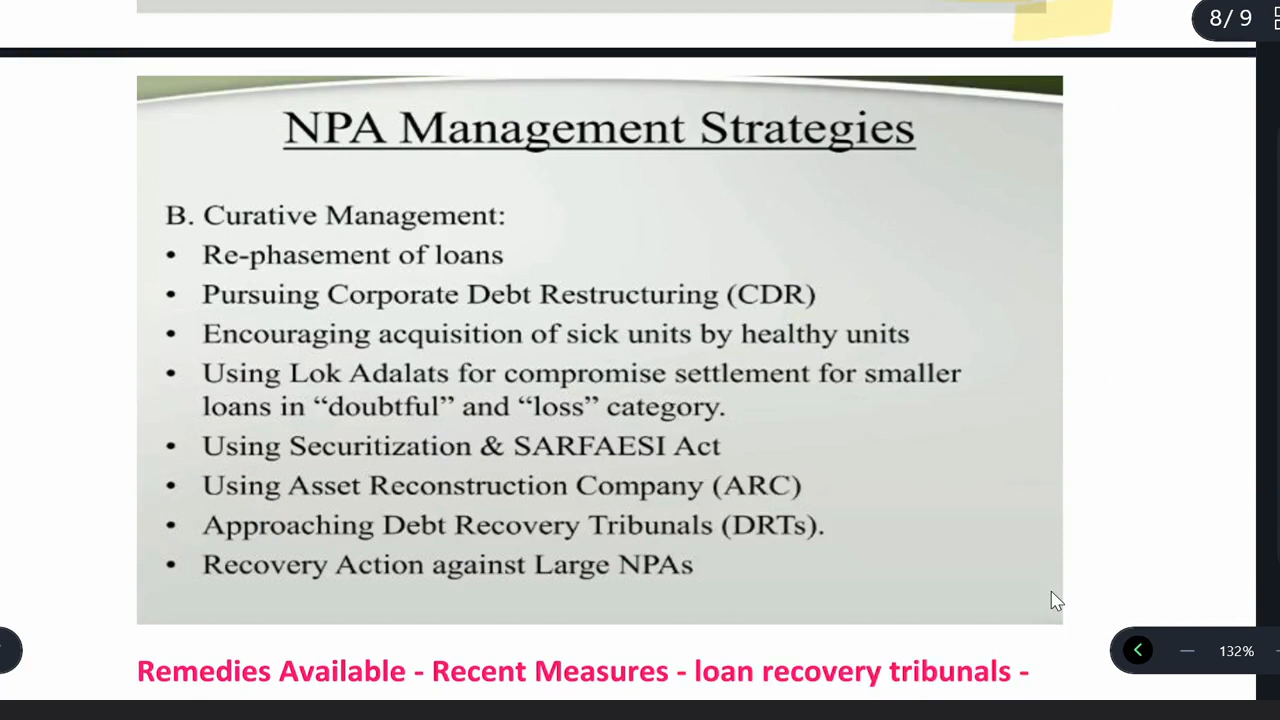 8/ 9
NPA Management Strategies
B. Curative Management:
• Re-phasement of loans
• Pursuing Corporate Debt Restructuring (CDR)
• Encouraging acquisition of sick units by healthy units
• Using Lok Adalats for compromise settlement for smaller
loans in “doubtful” and “loss” category.
• Using Securitization & SARFAESI Act
• Using Asset Reconstruction Company (ARC)
• Approaching Debt Recovery Tribunals (DRTs).
• Recovery Action against Large NPAs
132%
Remedies Available - Recent Measures - loan recovery tribunals -